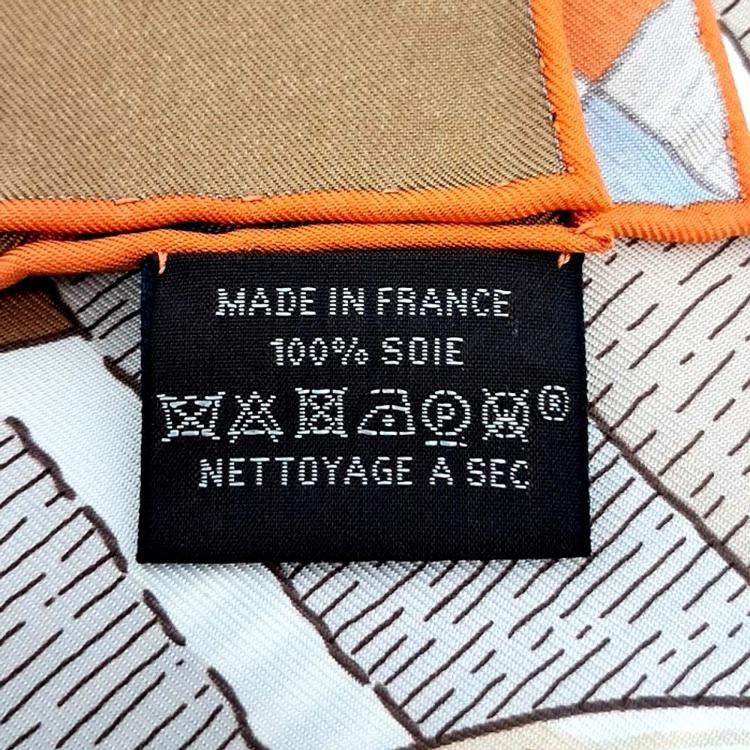 MADE IN FRANCE
100% SOIE
P ®
NETTOYAGE A SEC